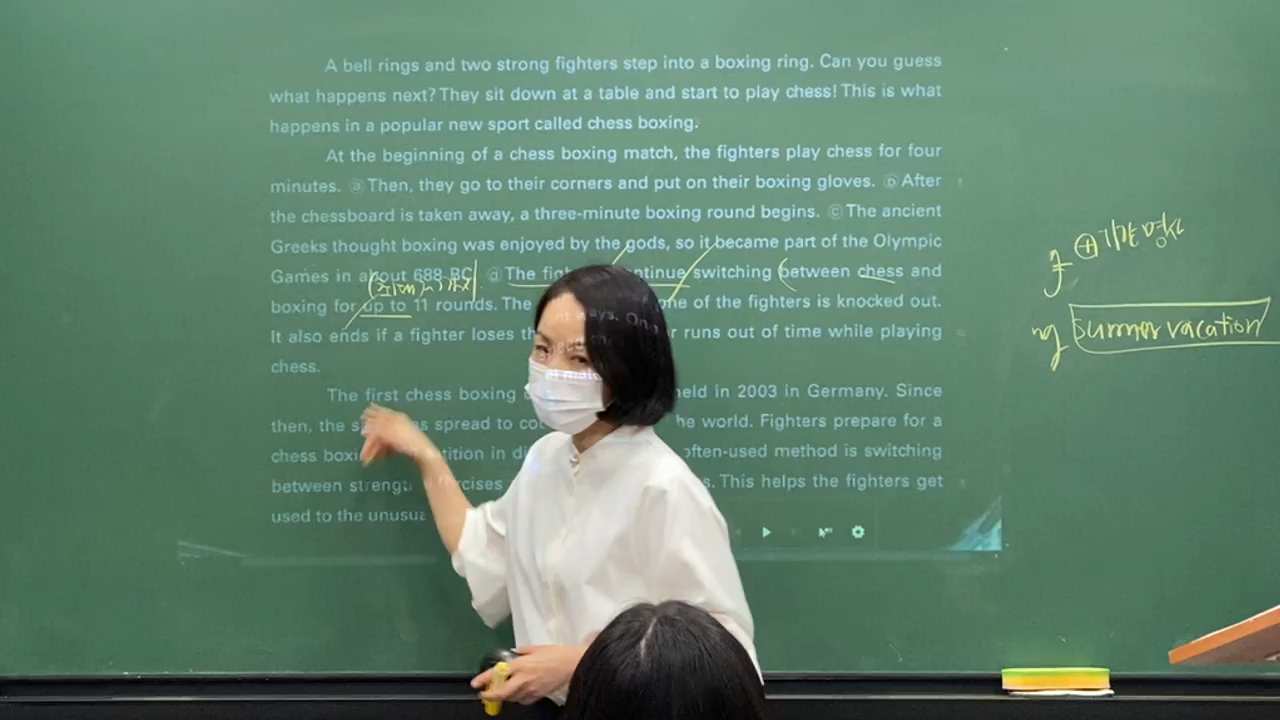 A bell rings and two strong fighters step into a boxing ring. Can you guess
what happens next? They sit down at a table and start to play chess! This is what
happens in a popular new sport called chess boxing.
At the beginning of a chess boxing match, the fighters play chess for four
minutes. ⓐ Then, they go to their corners and put on their boxing gloves. ⓑ After
the chessboard is taken away, a three-minute boxing round begins. ⓒ The ancient
Greeks thought boxing was enjoyed by the gods, so it became part of the Olympic
Games in about 688 BC. ⓓ The figh ntinue switching between chess and
boxing for up to 11 rounds. The one of the fighters is knocked out.
It also ends if a fighter loses th r runs out of time while playing
chess.
The first chess boxing held in 2003 in Germany. Since
then, the s as spread to co he world. Fighters prepare for a
chess boxi tition in di often-used method is switching
between strengt rcises s. This helps the fighters get
used to the unusua
summer vacation